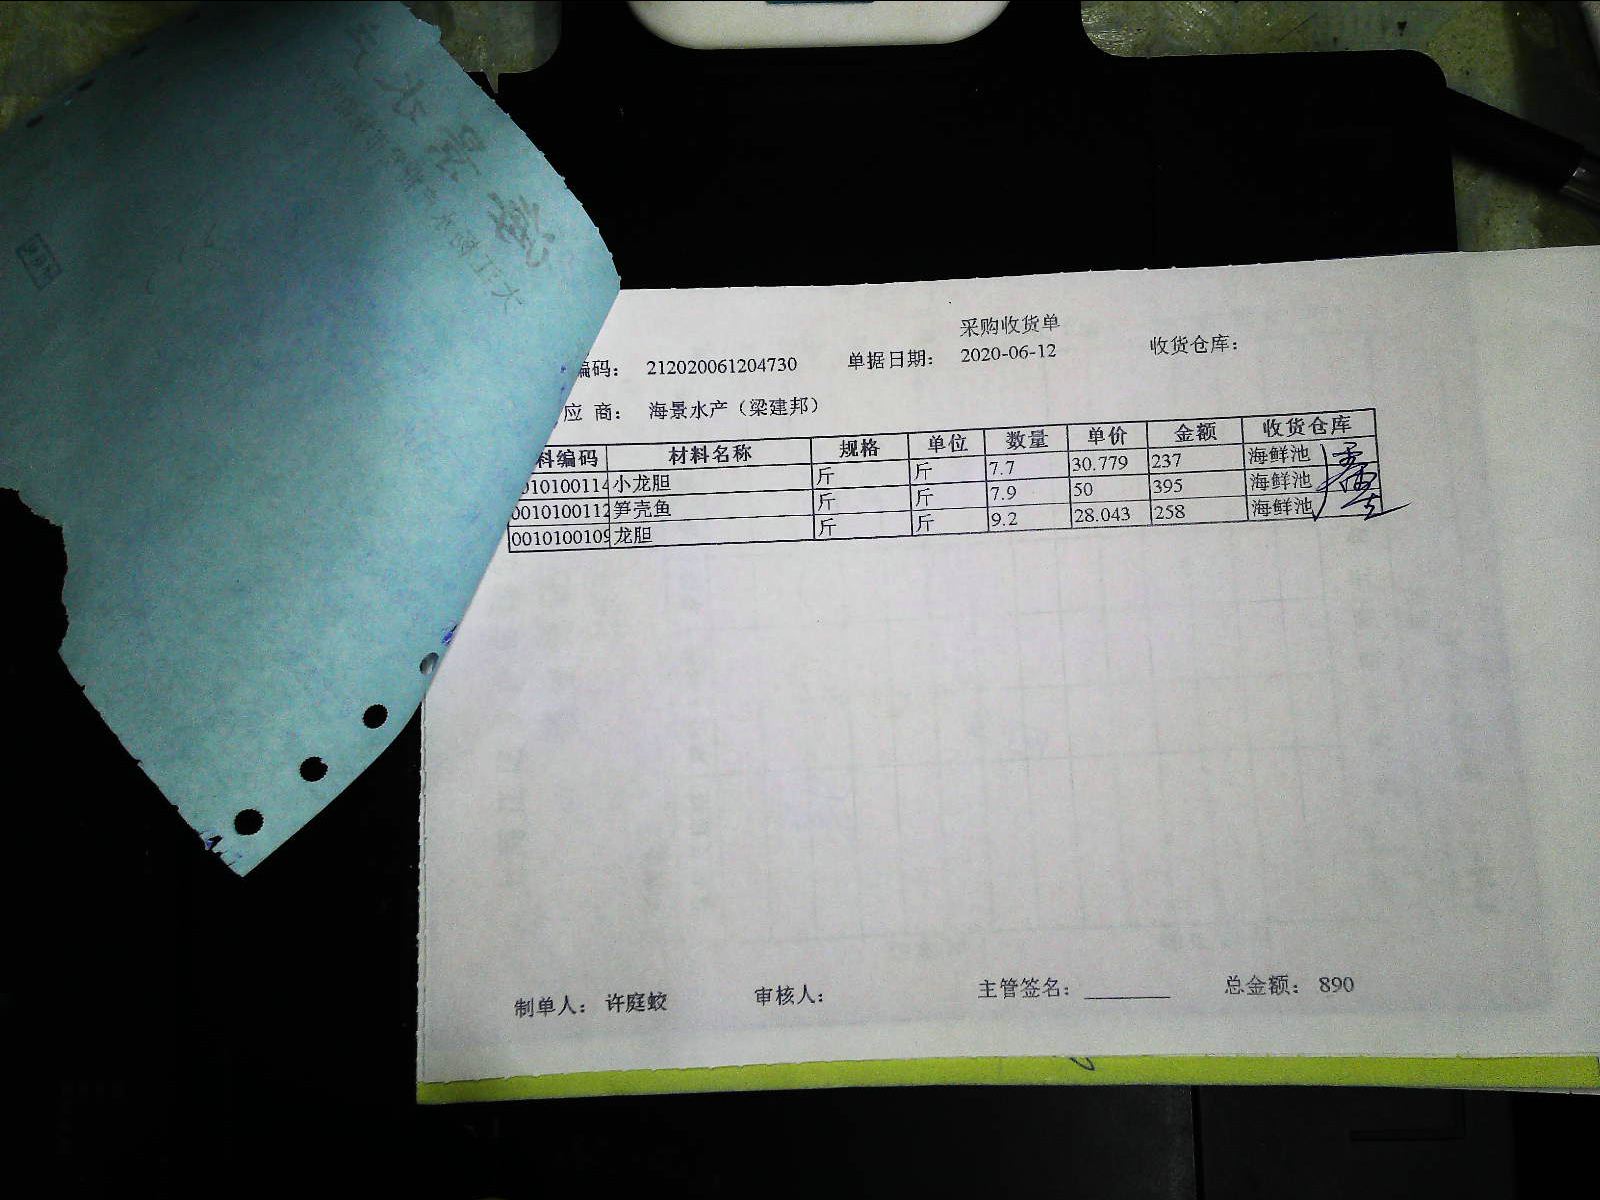 采购收货单
编码： 212020061204730 单据日期： 2020-06-12 收货仓库：
应 商： 海景水产（梁建邦）
料编码 材料名称 规格 单位 数量 单价 金额 收货仓库
010100114 小龙胆 斤 斤 7.7 30.779 237 海鲜池
0010100112 笋壳鱼 斤 斤 7.9 50 395 海鲜池
0010100109 龙胆 斤 斤 9.2 28.043 258 海鲜池
制单人： 许庭蛟 审核人： 主管签名： 总金额： 890